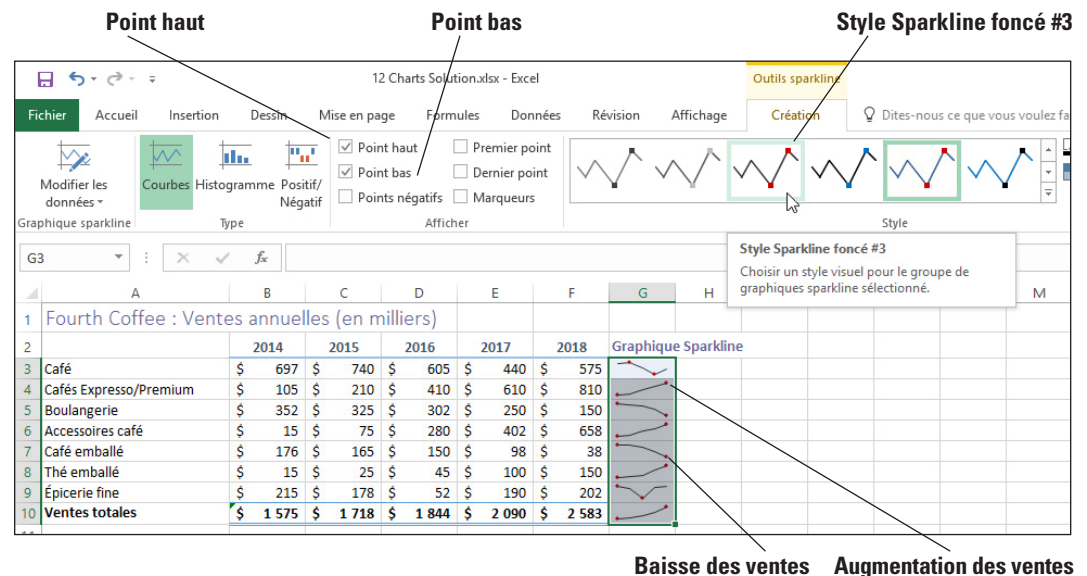 Point haut Point bas Style Sparkline foncé #3
12 Charts Solution.xlsx - Excel Outils sparkline
Fichier Accueil Insertion Dessin Mise en page Formules Données Révision Affichage Création Dites-nous ce que vous voulez fa
Modifier les données
Courbes Histogramme Positif/
Négatif
Point haut Premier point
Point bas Dernier point
Points négatifs Marqueurs
Graphique sparkline Type Afficher Style
G3 fx
Style Sparkline foncé #3
Choisir un style visuel pour le groupe de
graphiques sparkline sélectionné.
A B C D E F G H M
1 Fourth Coffee : Ventes annuelles (en milliers)
2 2014 2015 2016 2017 2018 Graphique Sparkline
3 Café $ 697 $ 740 $ 605 $ 440 $ 575
4 Cafés Expresso/Premium $ 105 $ 210 $ 410 $ 610 $ 810
5 Boulangerie $ 352 $ 325 $ 302 $ 250 $ 150
6 Accessoires café $ 15 $ 75 $ 280 $ 402 $ 658
7 Café emballé $ 176 $ 165 $ 150 $ 98 $ 38
8 Thé emballé $ 15 $ 25 $ 45 $ 100 $ 150
9 Épicerie fine $ 215 $ 178 $ 52 $ 190 $ 202
10 Ventes totales $ 1 575 $ 1 718 $ 1 844 $ 2 090 $ 2 583
Baisse des ventes Augmentation des ventes